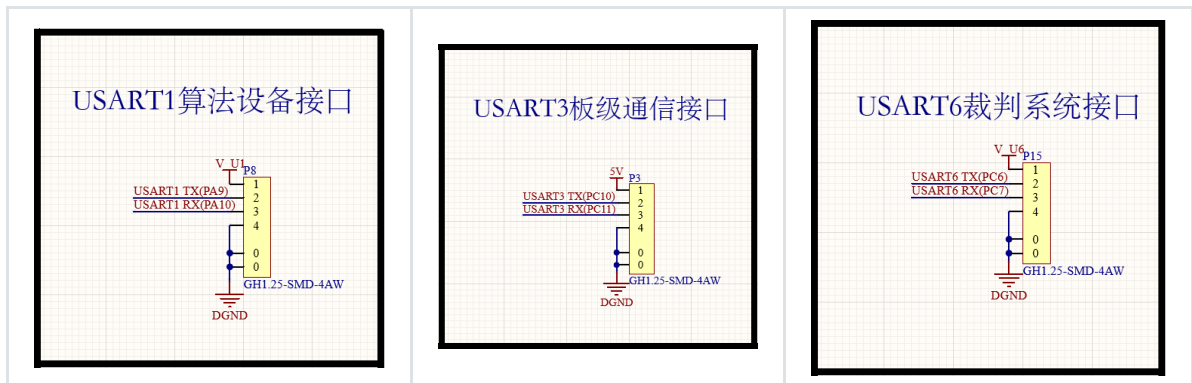 USART1算法设备接口
V_U1
P8
1
USART1 TX(PA9)
2
USART1 RX(PA10)
3
4
0
0
GH1.25-SMD-4AW
DGND
USART3板级通信接口
5V
P3
1
USART3 TX(PC10)
2
USART3 RX(PC11)
3
4
0
0
GH1.25-SMD-4AW
DGND
USART6裁判系统接口
V_U6
P15
1
USART6 TX(PC6)
2
USART6 RX(PC7)
3
4
0
0
GH1.25-SMD-4AW
DGND